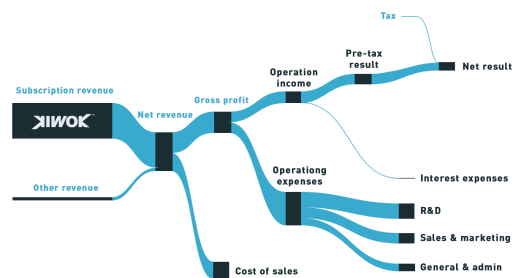 Tax
Pre-tax
result
Net result
Operation
income
Subscription revenue
Gross profit
KIWOK
Net revenue
Operationg
expenses
Interest expenses
Other revenue
R&D
Sales & marketing
General & admin
Cost of sales